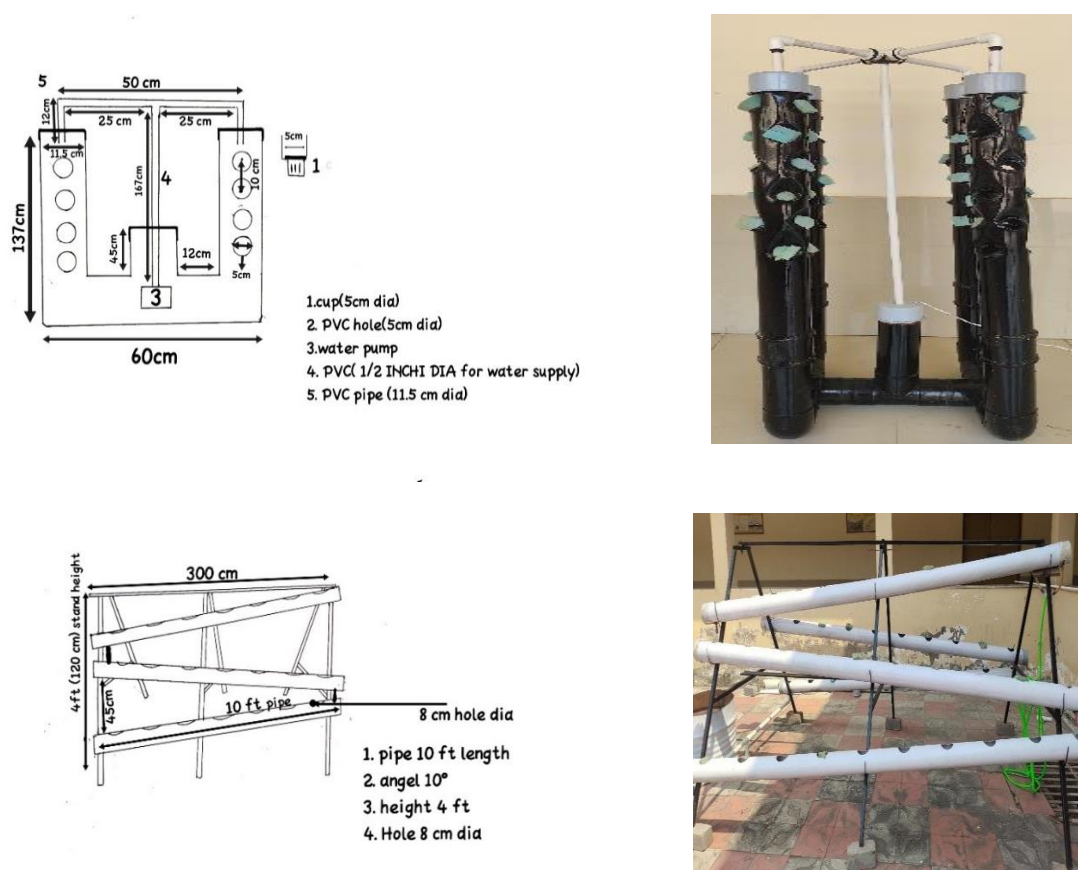 5
50 cm
12cm
25 cm
25 cm
11.5 cm
167cm
4
10 cm
5cm
1
137cm
45cm
12cm
5cm
3
60cm
1.cup(5cm dia)
2. PVC hole(5cm dia)
3.water pump
4. PVC( 1/2 INCHI DIA for water supply)
5. PVC pipe (11.5 cm dia)
300 cm
4ft (120 cm) stand height
45cm
10 ft pipe
8 cm hole dia
1. pipe 10 ft length
2. angel 10°
3. height 4 ft
4. Hole 8 cm dia